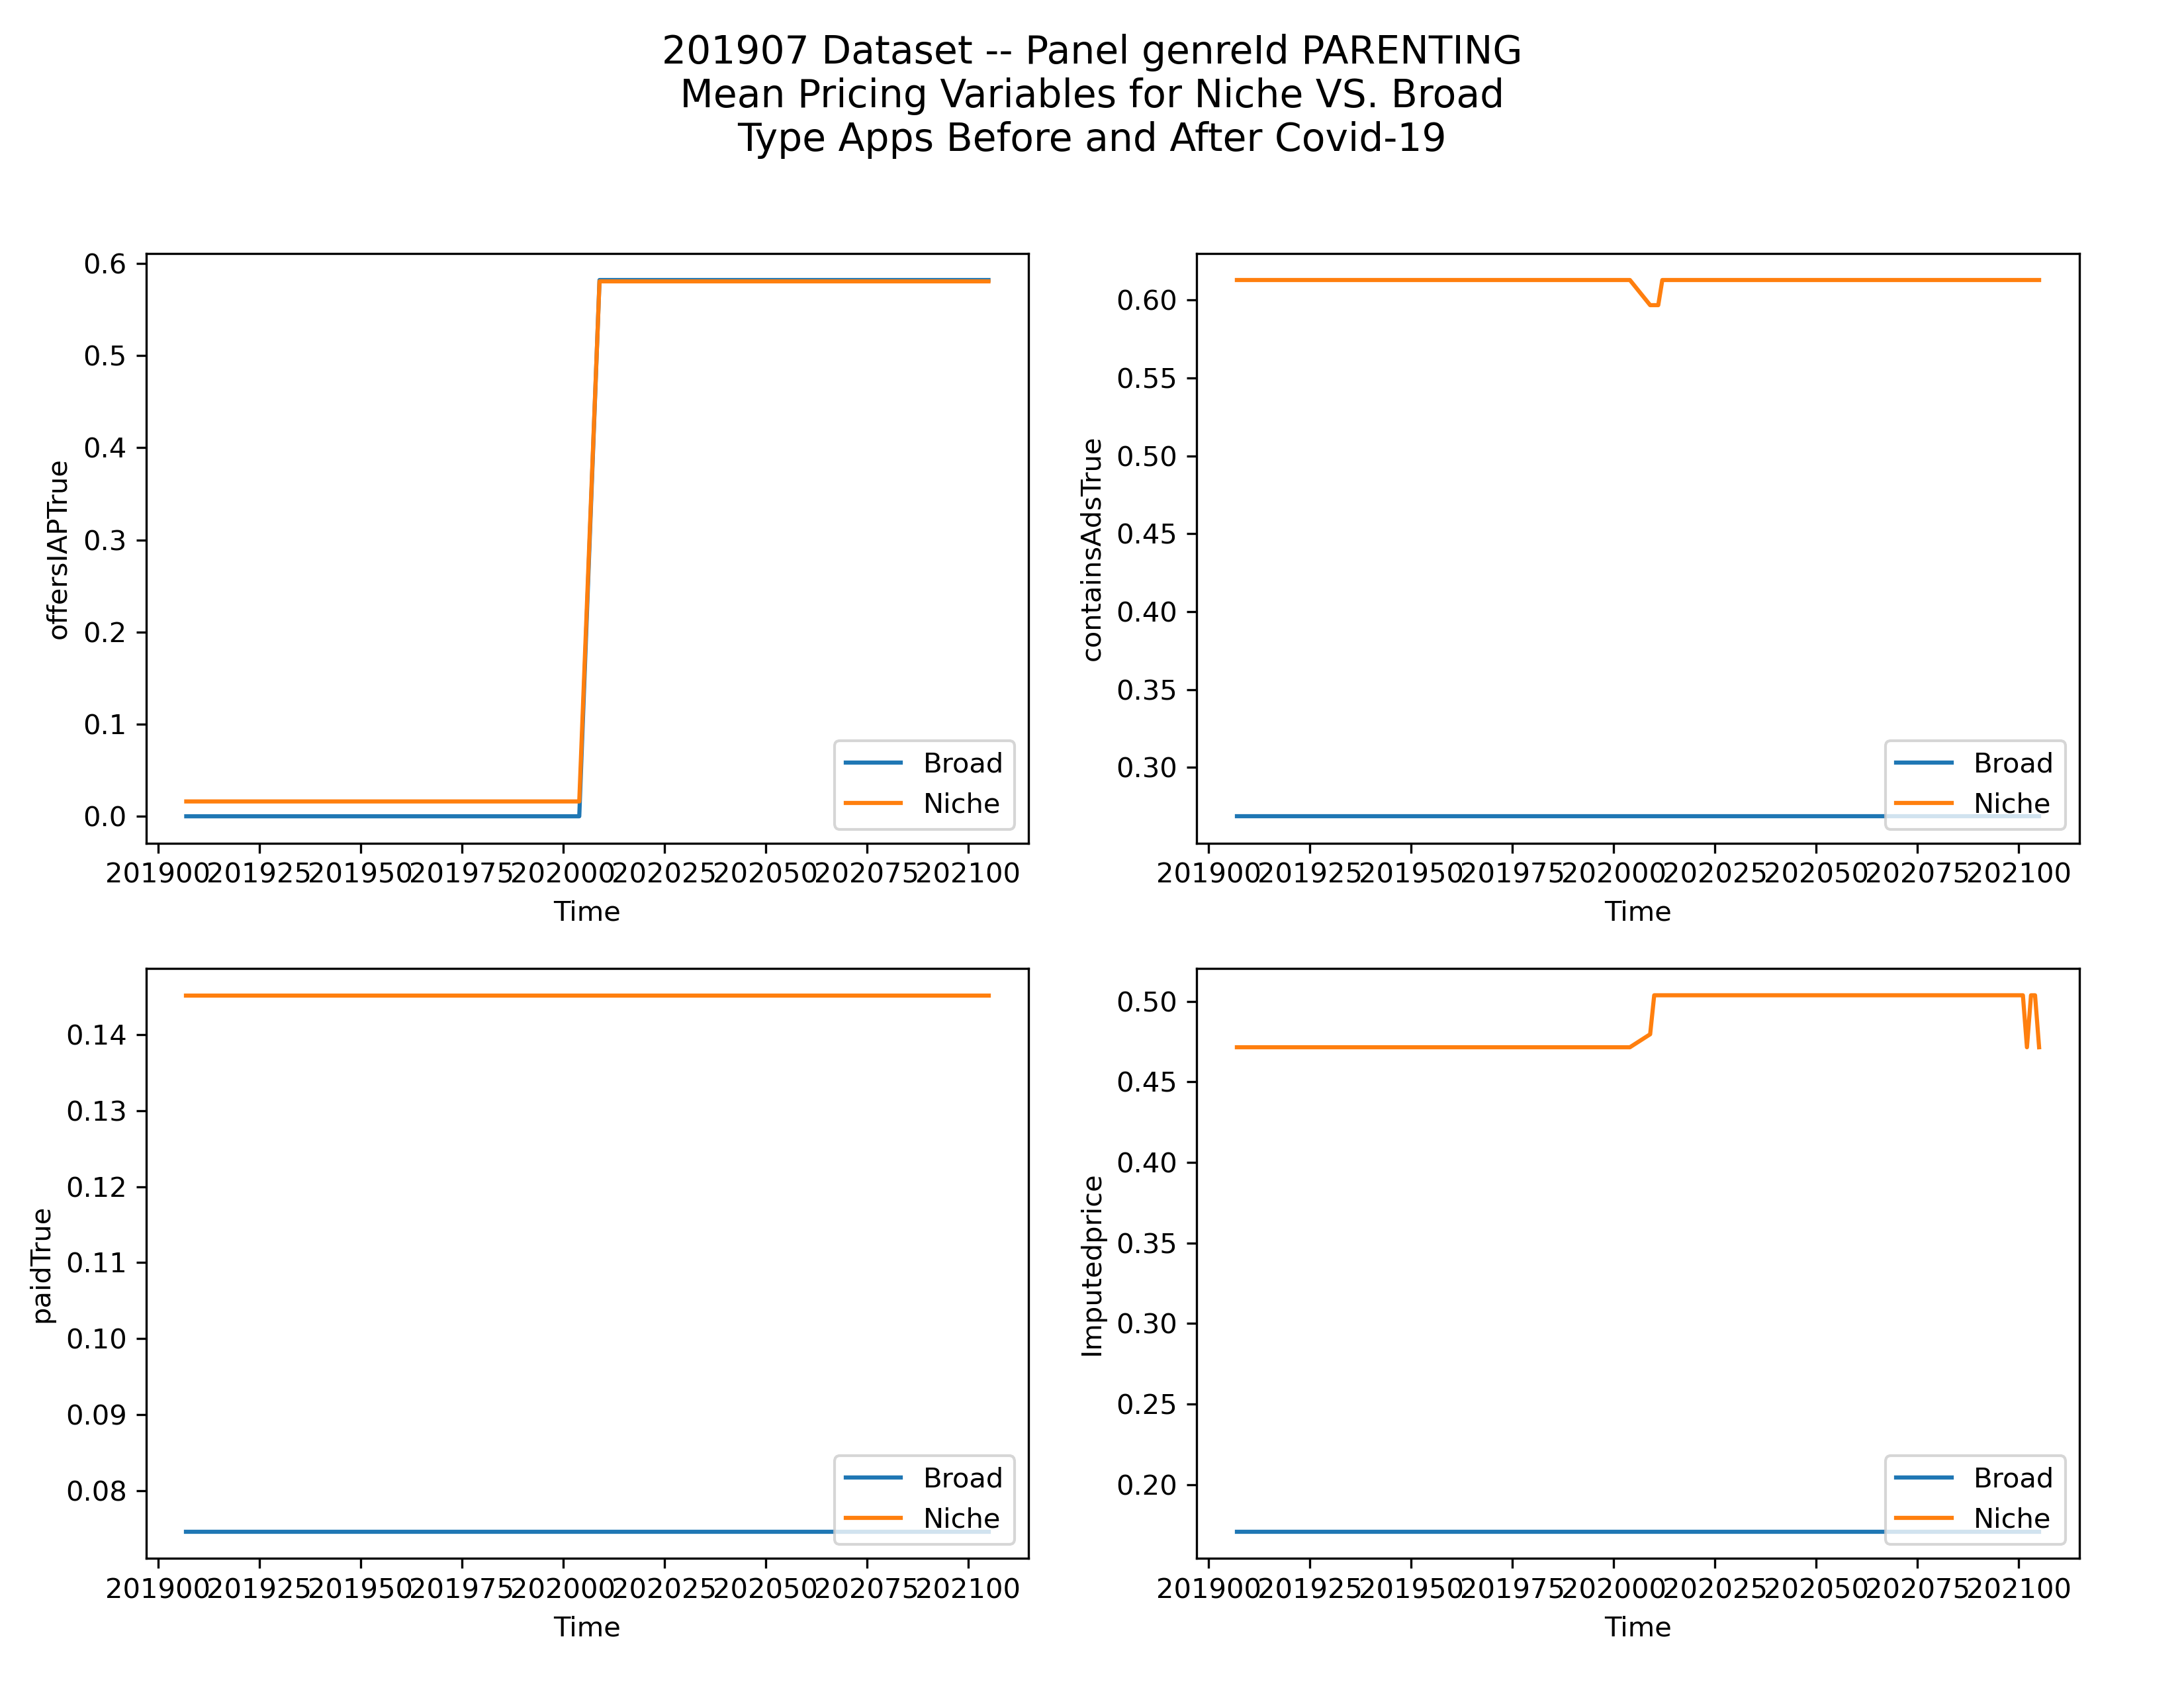 201907 Dataset -- Panel genreId PARENTING
Mean Pricing Variables for Niche VS. Broad
Type Apps Before and After Covid-19
0.6
0.5
0.4
0.3
0.2
0.1
0.0
offersIAPTrue
Broad
Niche
201900 201925 201950 201975 202000 202025 202050 202075 202100
Time
0.60
0.55
0.50
0.45
0.40
0.35
0.30
containsAdsTrue
Broad
Niche
201900 201925 201950 201975 202000 202025 202050 202075 202100
Time
0.14
0.13
0.12
0.11
0.10
0.09
0.08
paidTrue
Broad
Niche
201900 201925 201950 201975 202000 202025 202050 202075 202100
Time
0.50
0.45
0.40
0.35
0.30
0.25
0.20
Imputedprice
Broad
Niche
201900 201925 201950 201975 202000 202025 202050 202075 202100
Time